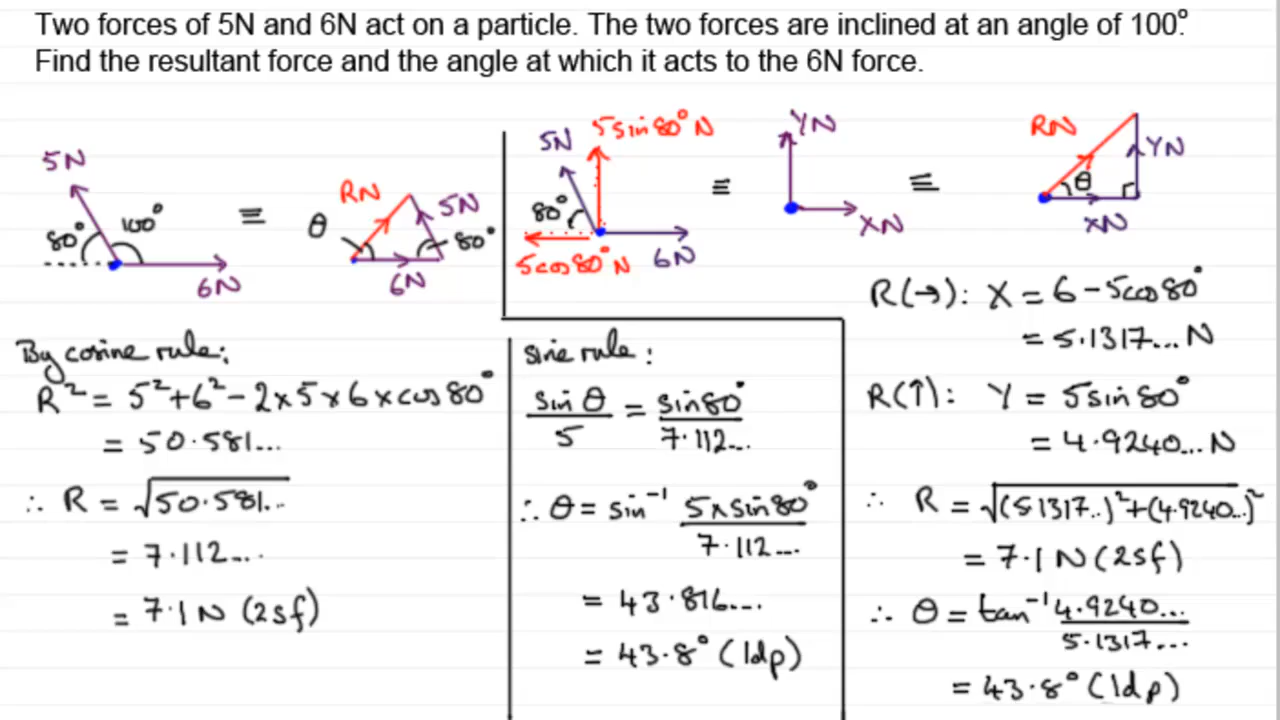 Two forces of 5N and 6N act on a particle. The two forces are inclined at an angle of 100°.
Find the resultant force and the angle at which it acts to the 6N force.
5N
80°
100°
6N
≡
RN
θ
5N
80°
6N
5N
5sin80°N
80°
5cos80°N
6N
≡
YN
XN
≡
RN
YN
θ
XN
By cosine rule:
R² = 5² + 6² - 2×5×6×cos80°
= 50.581...
∴ R = √50.581..
= 7.112...
= 7.1N (2sf)
sine rule:
sinθ/5 = sin80°/7.112...
∴ θ = sin⁻¹ 5×sin80°/7.112...
= 43.816...
= 43.8° (1dp)
R(→): X = 6 - 5cos80°
= 5.1317...N
R(↑): Y = 5sin80°
= 4.9240...N
∴ R = √(5.1317..)²+(4.9240...)²
= 7.1N (2sf)
∴ θ = tan⁻¹ 4.9240.../5.1317...
= 43.8° (1dp)